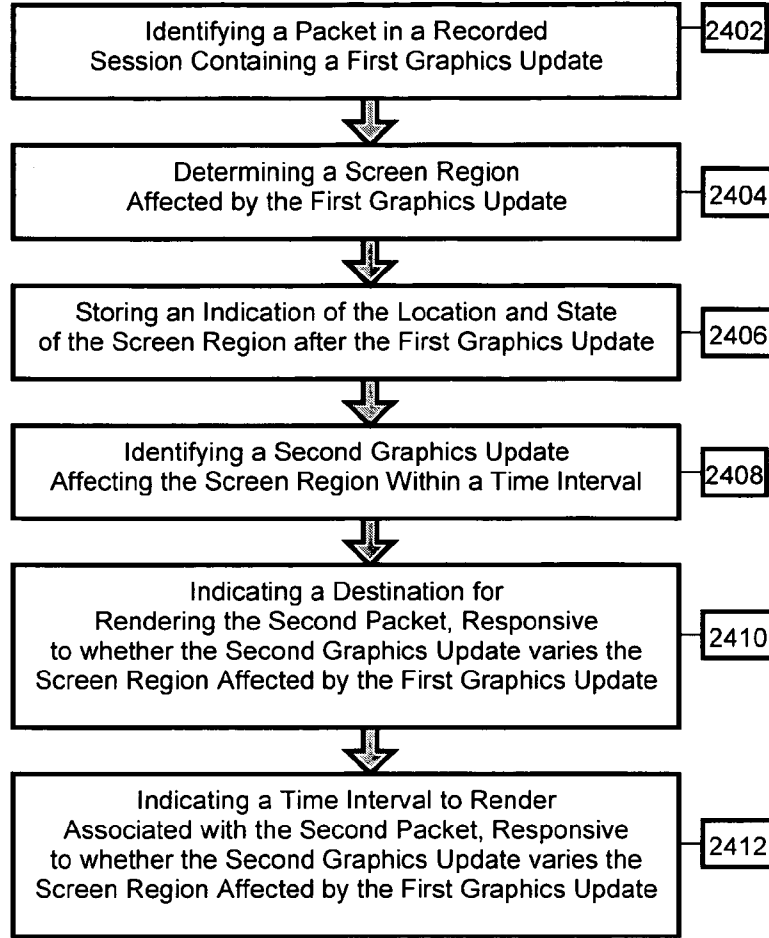 Identifying a Packet in a Recorded
Session Containing a First Graphics Update
2402
Determining a Screen Region
Affected by the First Graphics Update
2404
Storing an Indication of the Location and State
of the Screen Region after the First Graphics Update
2406
Identifying a Second Graphics Update
Affecting the Screen Region Within a Time Interval
2408
Indicating a Destination for
Rendering the Second Packet, Responsive
to whether the Second Graphics Update varies the
Screen Region Affected by the First Graphics Update
2410
Indicating a Time Interval to Render
Associated with the Second Packet, Responsive
to whether the Second Graphics Update varies the
Screen Region Affected by the First Graphics Update
2412